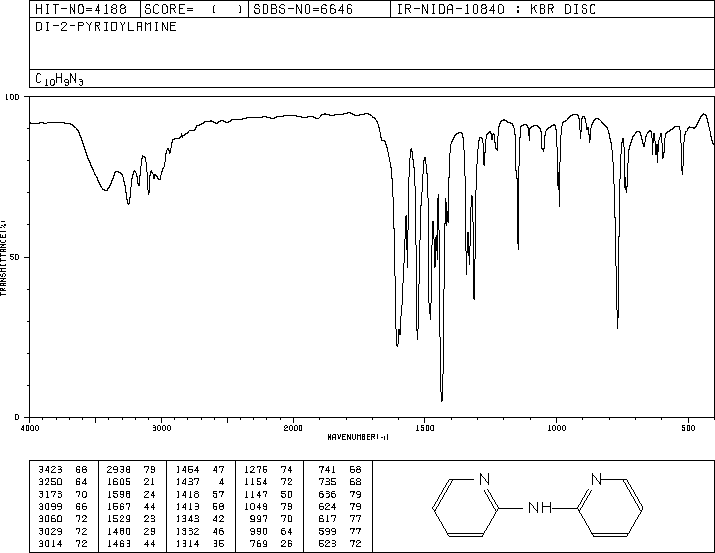 HIT-NO=4188 SCORE= ( ) SDBS-NO=6646 IR-NIDA-10840 : KBR DISC
DI-2-PYRIDYLAMINE
C10H9N3
100
TRANSMITTANCE(%)
50
0
4000 3000 2000 1500 1000 500
WAVENUMBER(-1)
3423 68 2938 79 1454 47 1276 74 741 68
3250 64 1605 21 1437 4 1154 72 735 68
3173 70 1598 24 1418 57 1147 50 636 79
3099 66 1567 44 1413 58 1049 79 624 79
3060 72 1529 23 1343 42 997 70 617 77
3029 72 1480 29 1332 46 990 64 599 77
3014 72 1463 44 1314 35 769 26 523 72
N N
NH